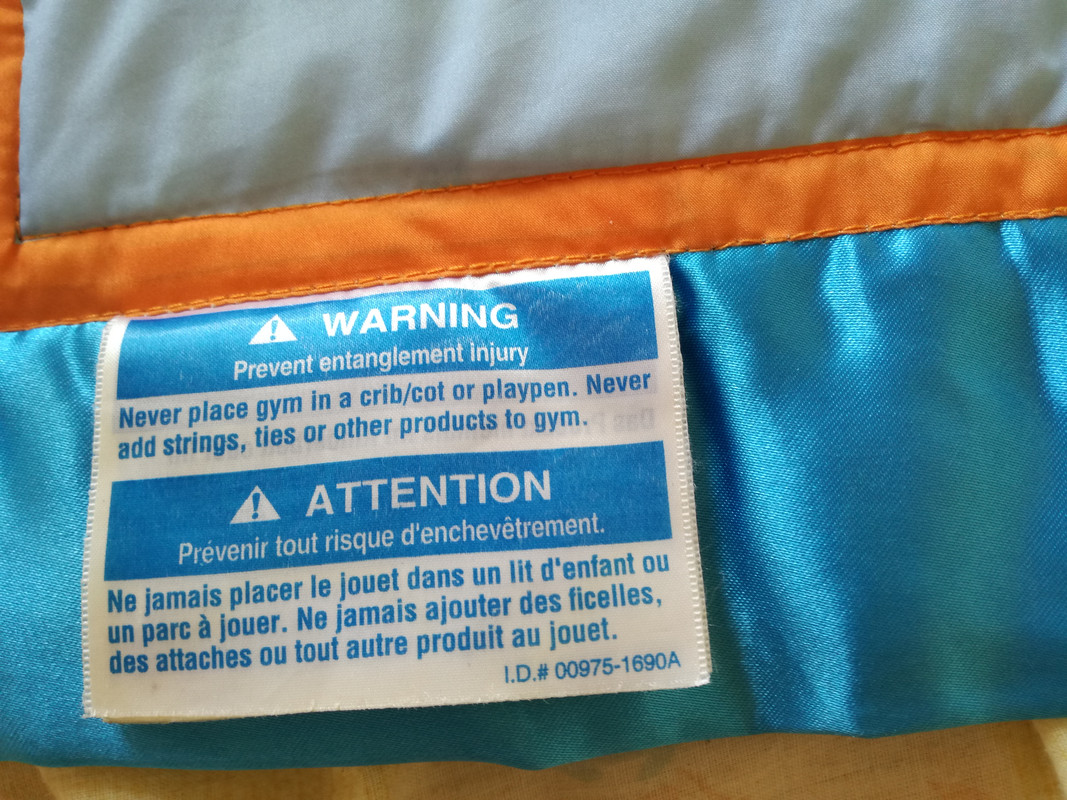 WARNING
Prevent entanglement injury
Never place gym in a crib/cot or playpen. Never
add strings, ties or other products to gym.
ATTENTION
Prévenir tout risque d'enchevêtrement.
Ne jamais placer le jouet dans un lit d'enfant ou
un parc à jouer. Ne jamais ajouter des ficelles,
des attaches ou tout autre produit au jouet.
I.D.# 00975-1690A